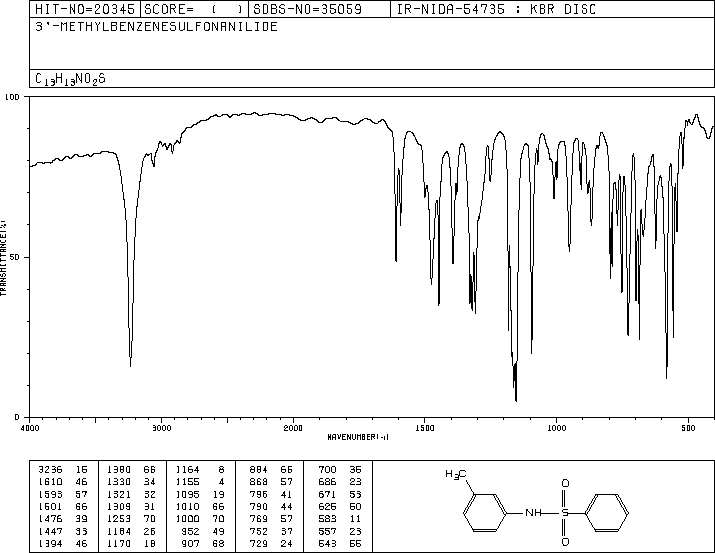 HIT-NO=20345 SCORE= ( ) SDBS-NO=35059 IR-NIDA-54735 : KBR DISC
3'-METHYLBENZENESULFONANILIDE
C13H13NO2S
100
50
0
TRANSMITTANCE(%)
4000 3000 2000 1500 1000 500
WAVENUMBER(-1)
3236 15 1380 66 1164 8 884 66 700 35
1610 46 1330 34 1155 4 868 57 686 23
1593 57 1321 32 1095 19 796 41 671 53
1501 66 1309 31 1010 66 790 44 625 50
1476 39 1253 70 1000 70 769 57 583 11
1447 33 1184 26 952 49 752 37 557 23
1394 46 1170 18 907 68 729 24 543 55
H3C
O
NH S
O